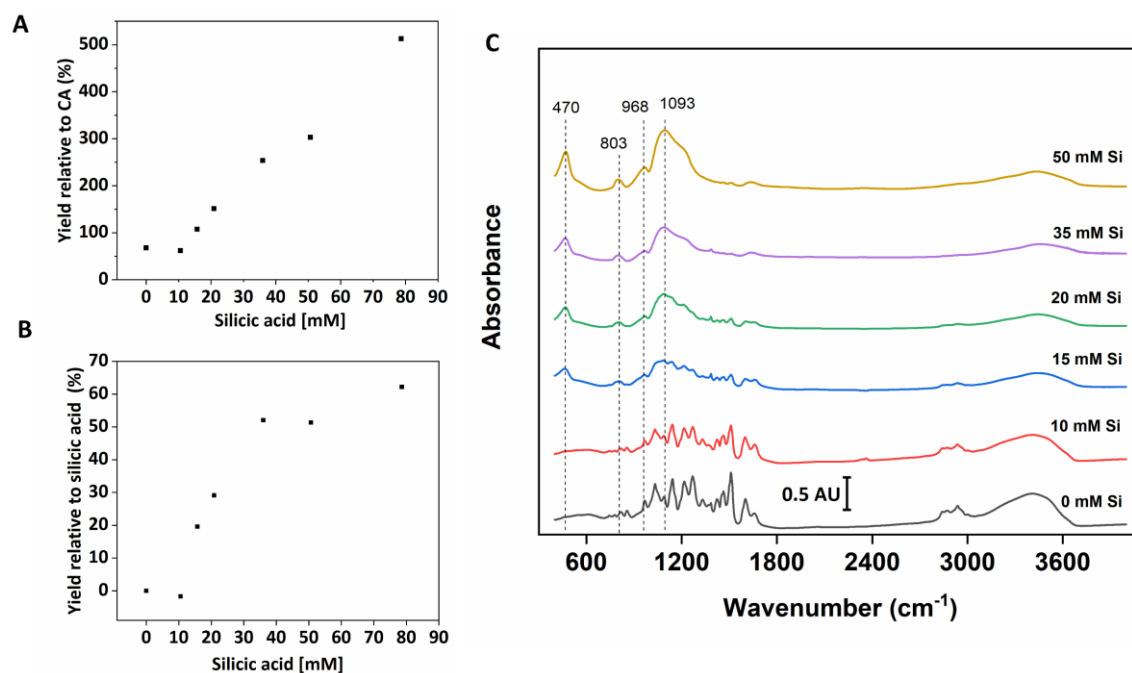 A
Yield relative to CA (%)
500
400
300
200
100
0
0 10 20 30 40 50 60 70 80 90
Silicic acid [mM]
B
Yield relative to silicic acid (%)
70
60
50
40
30
20
10
0
0 10 20 30 40 50 60 70 80 90
Silicic acid [mM]
C
Absorbance
470 803 968 1093
50 mM Si
35 mM Si
20 mM Si
15 mM Si
10 mM Si
0.5 AU
0 mM Si
600 1200 1800 2400 3000 3600
Wavenumber (cm⁻¹)